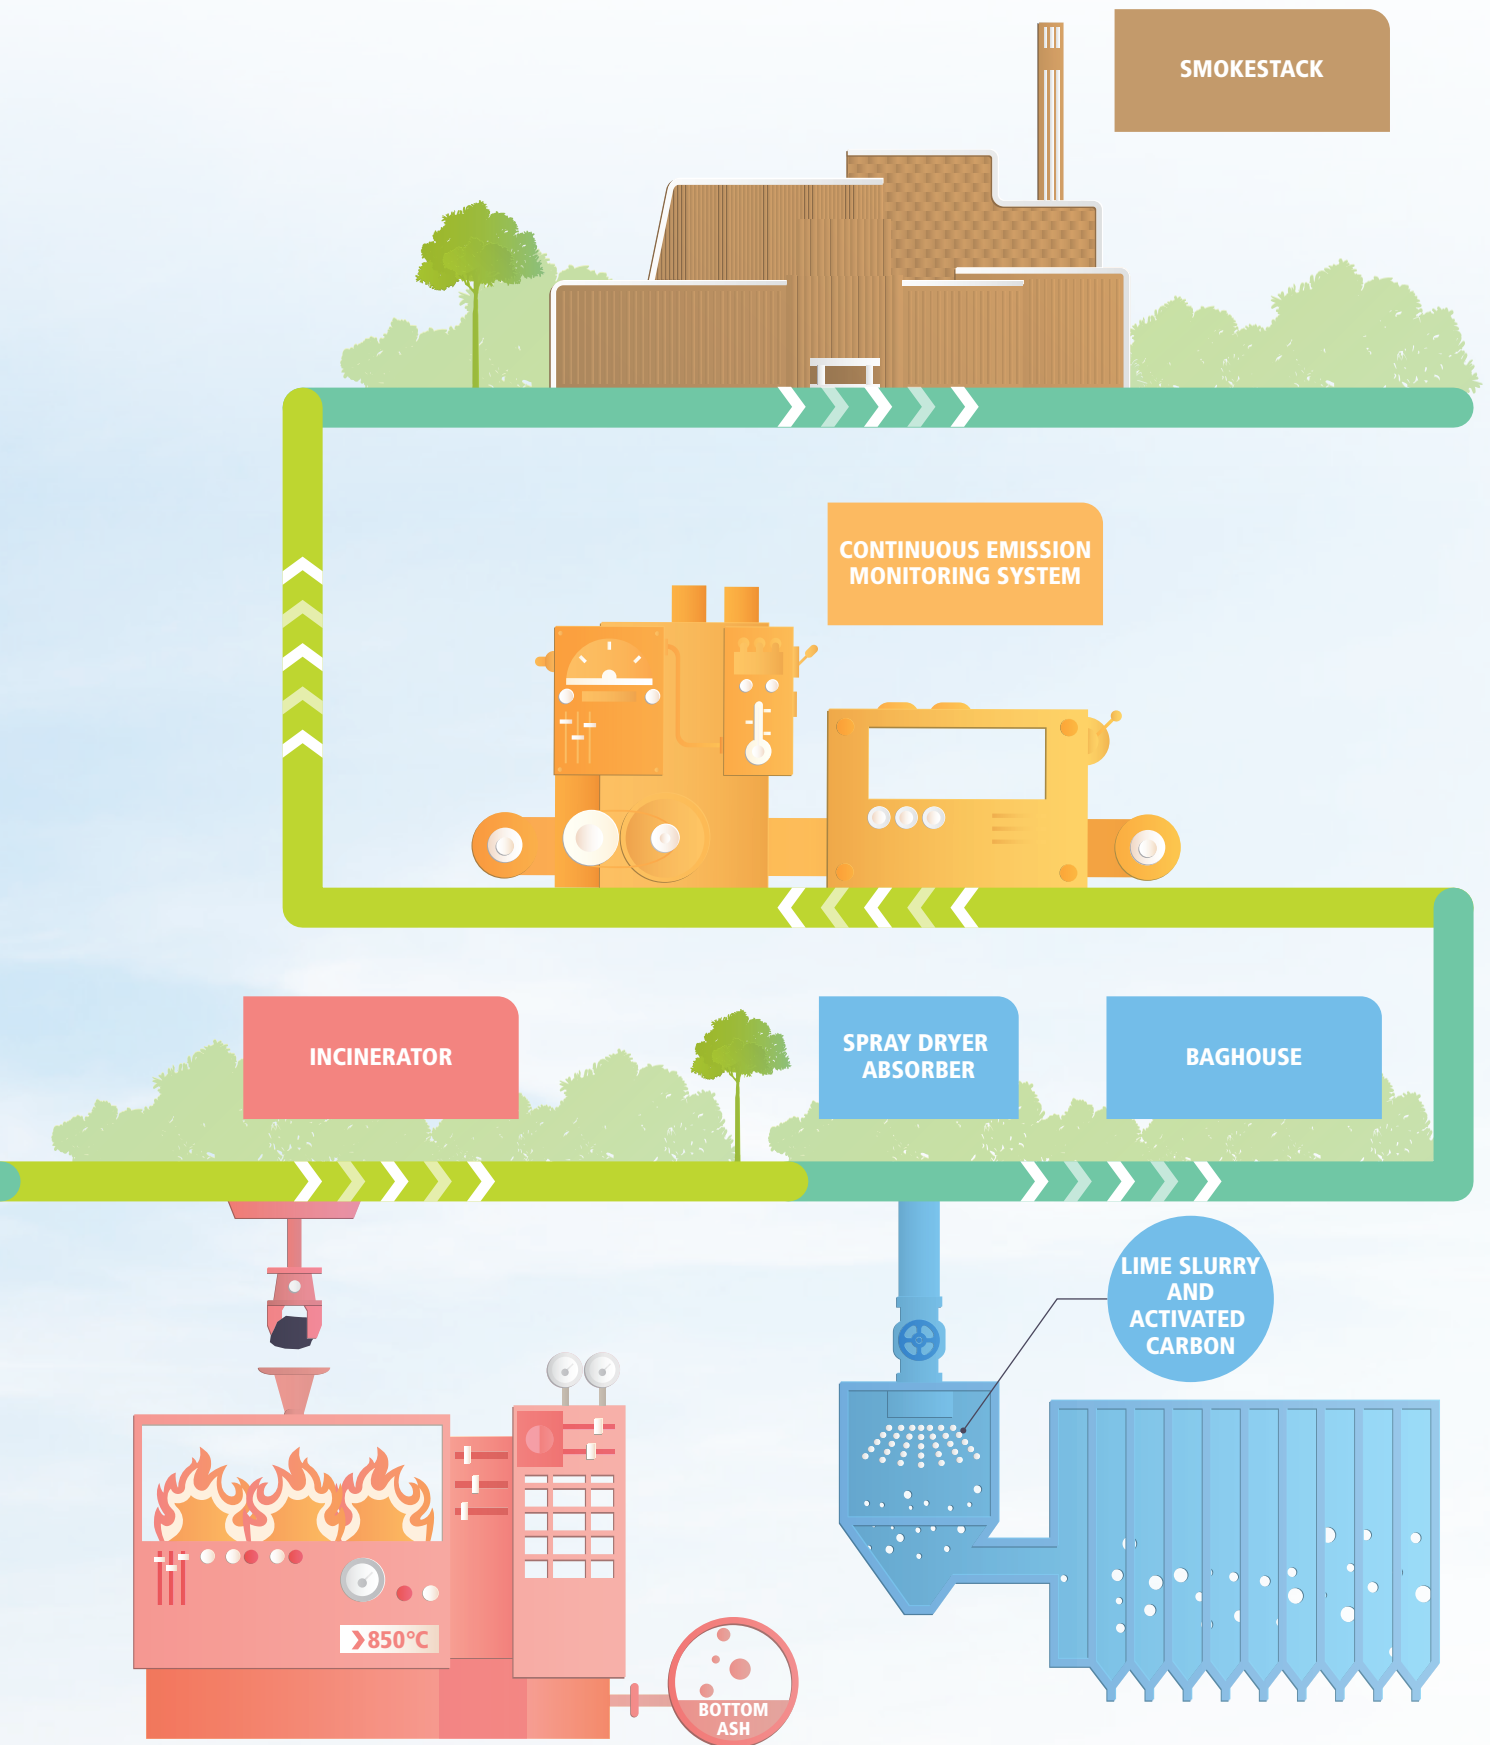 SMOKESTACK
CONTINUOUS EMISSION
MONITORING SYSTEM
INCINERATOR
SPRAY DRYER
ABSORBER
BAGHOUSE
LIME SLURRY
AND
ACTIVATED
CARBON
850°C
BOTTOM
ASH